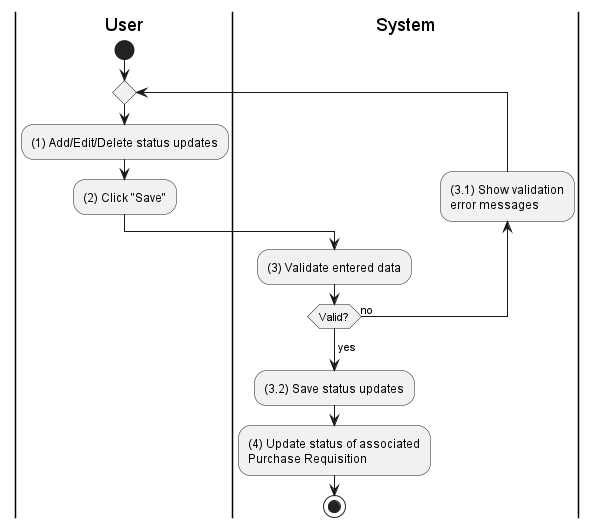 User
System
(1) Add/Edit/Delete status updates
(2) Click "Save"
(3.1) Show validation
error messages
(3) Validate entered data
Valid?
no
yes
(3.2) Save status updates
(4) Update status of associated
Purchase Requisition